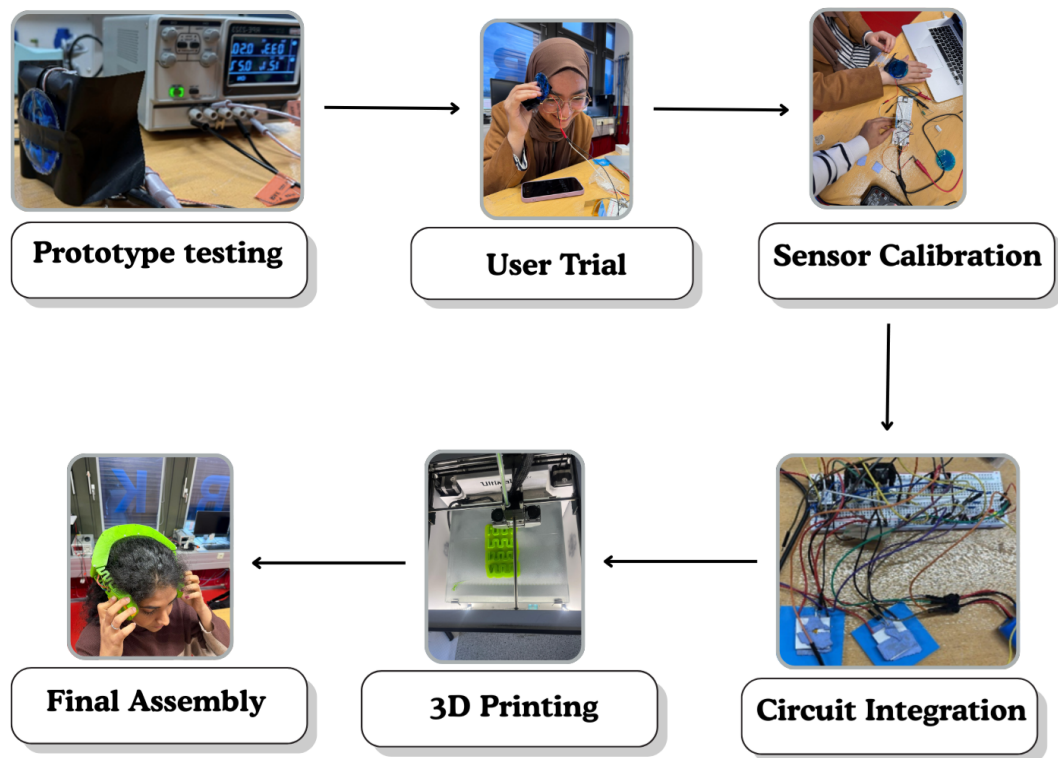 Prototype testing
User Trial
Sensor Calibration
Circuit Integration
3D Printing
Final Assembly